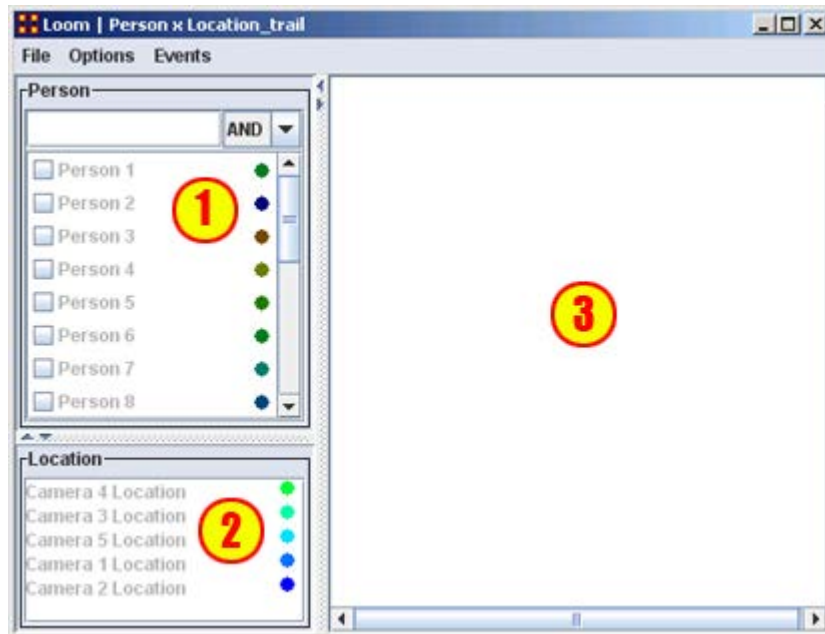 Loom | Person x Location_trail
File Options Events
Person
AND
Person 1
Person 2
Person 3
Person 4
Person 5
Person 6
Person 7
Person 8
1
Location
Camera 4 Location
Camera 3 Location
Camera 5 Location
Camera 1 Location
Camera 2 Location
2
3